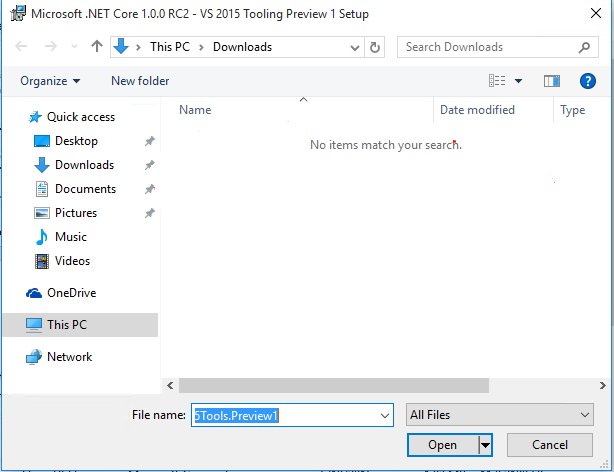 Microsoft .NET Core 1.0.0 RC2 - VS 2015 Tooling Preview 1 Setup
This PC > Downloads
Search Downloads
Organize
New folder
Name
Date modified
Type
No items match your search.
Quick access
Desktop
Downloads
Documents
Pictures
Music
Videos
OneDrive
This PC
Network
File name:
5Tools.Preview1
All Files
Open
Cancel